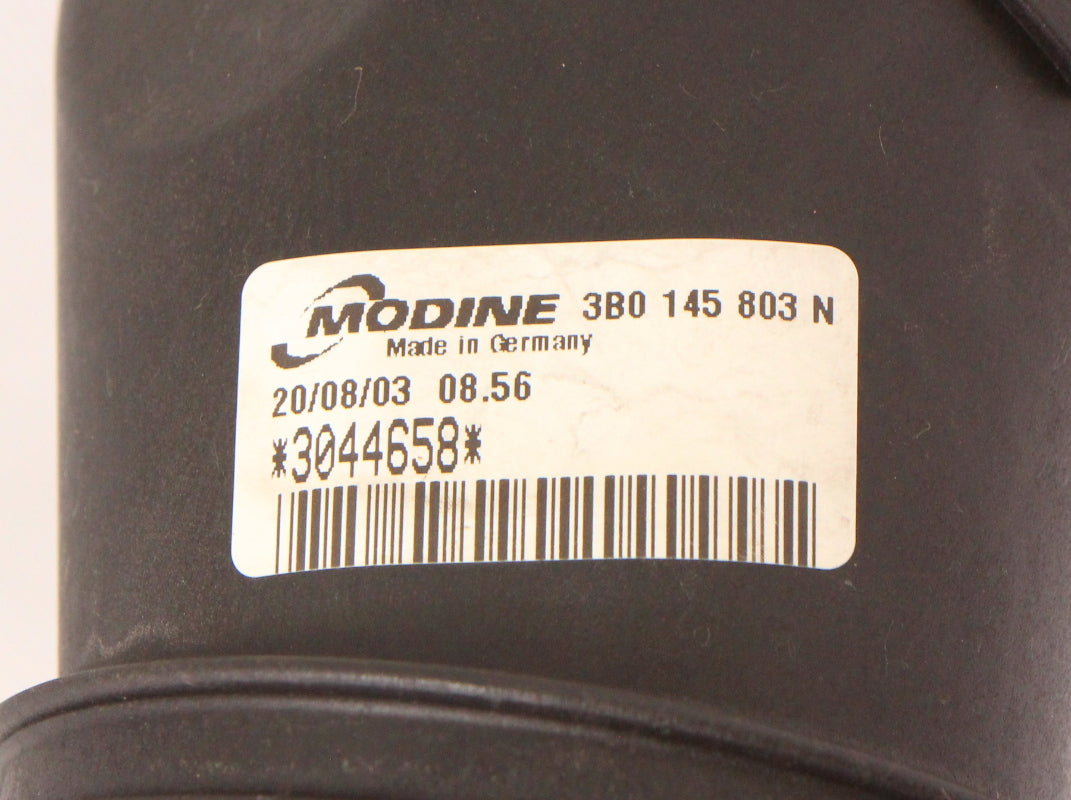 MODINE 3B0 145 803 N
Made in Germany
20/08/03 08.56
*3044658*